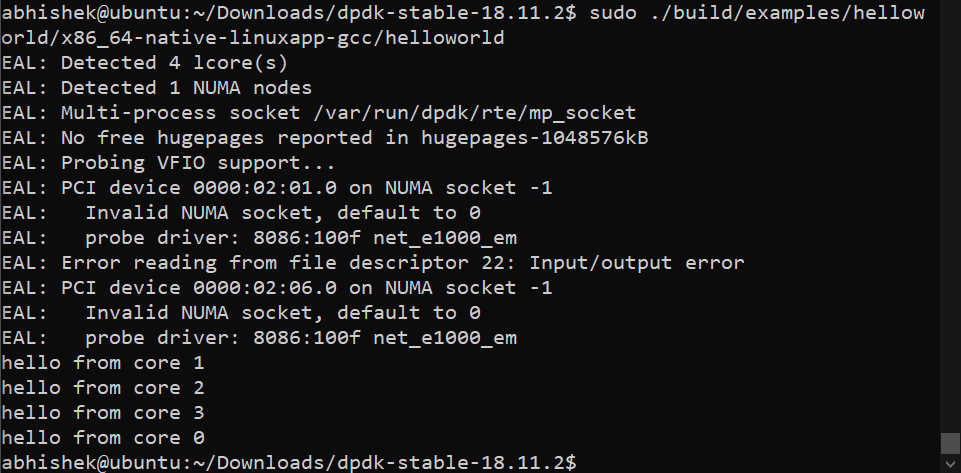 abhishek@ubuntu:~/Downloads/dpdk-stable-18.11.2$ sudo ./build/examples/hellow
orld/x86_64-native-linuxapp-gcc/helloworld
EAL: Detected 4 lcore(s)
EAL: Detected 1 NUMA nodes
EAL: Multi-process socket /var/run/dpdk/rte/mp_socket
EAL: No free hugepages reported in hugepages-1048576kB
EAL: Probing VFIO support...
EAL: PCI device 0000:02:01.0 on NUMA socket -1
EAL:   Invalid NUMA socket, default to 0
EAL:   probe driver: 8086:100f net_e1000_em
EAL: Error reading from file descriptor 22: Input/output error
EAL: PCI device 0000:02:06.0 on NUMA socket -1
EAL:   Invalid NUMA socket, default to 0
EAL:   probe driver: 8086:100f net_e1000_em
hello from core 1
hello from core 2
hello from core 3
hello from core 0
abhishek@ubuntu:~/Downloads/dpdk-stable-18.11.2$